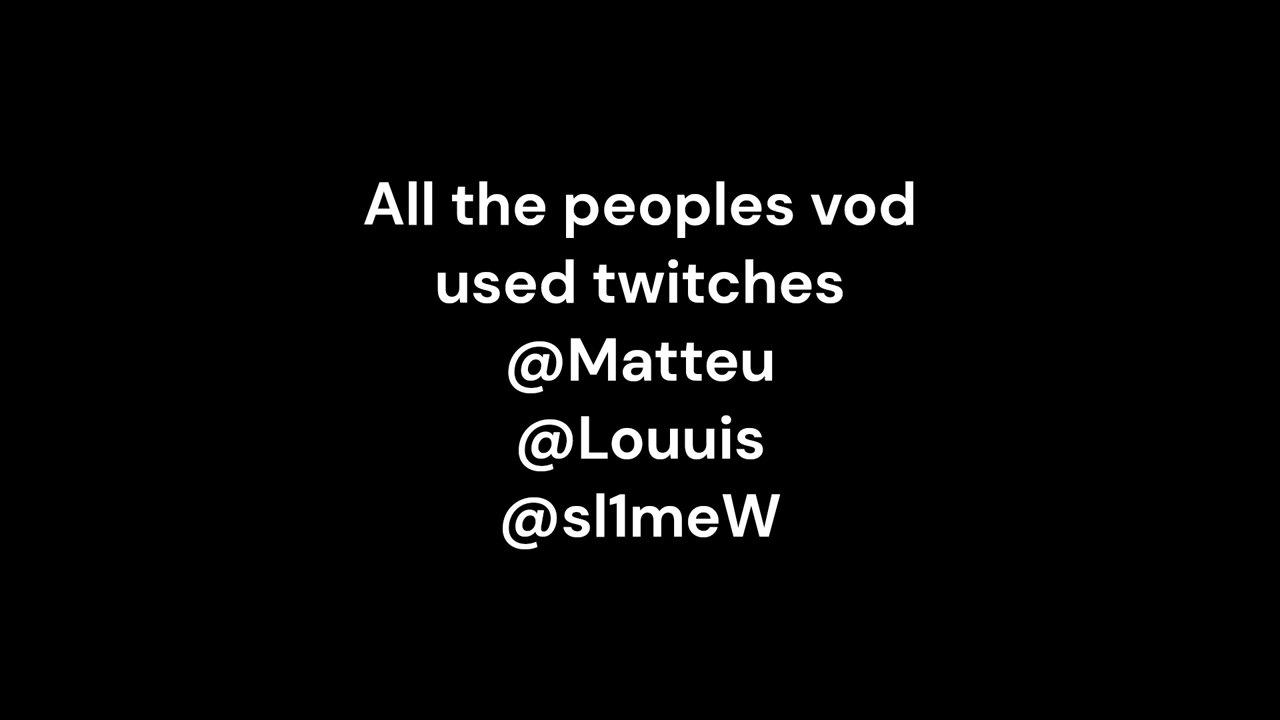 All the peoples vod
used twitches
@Matteu
@Louuis
@sl1meW